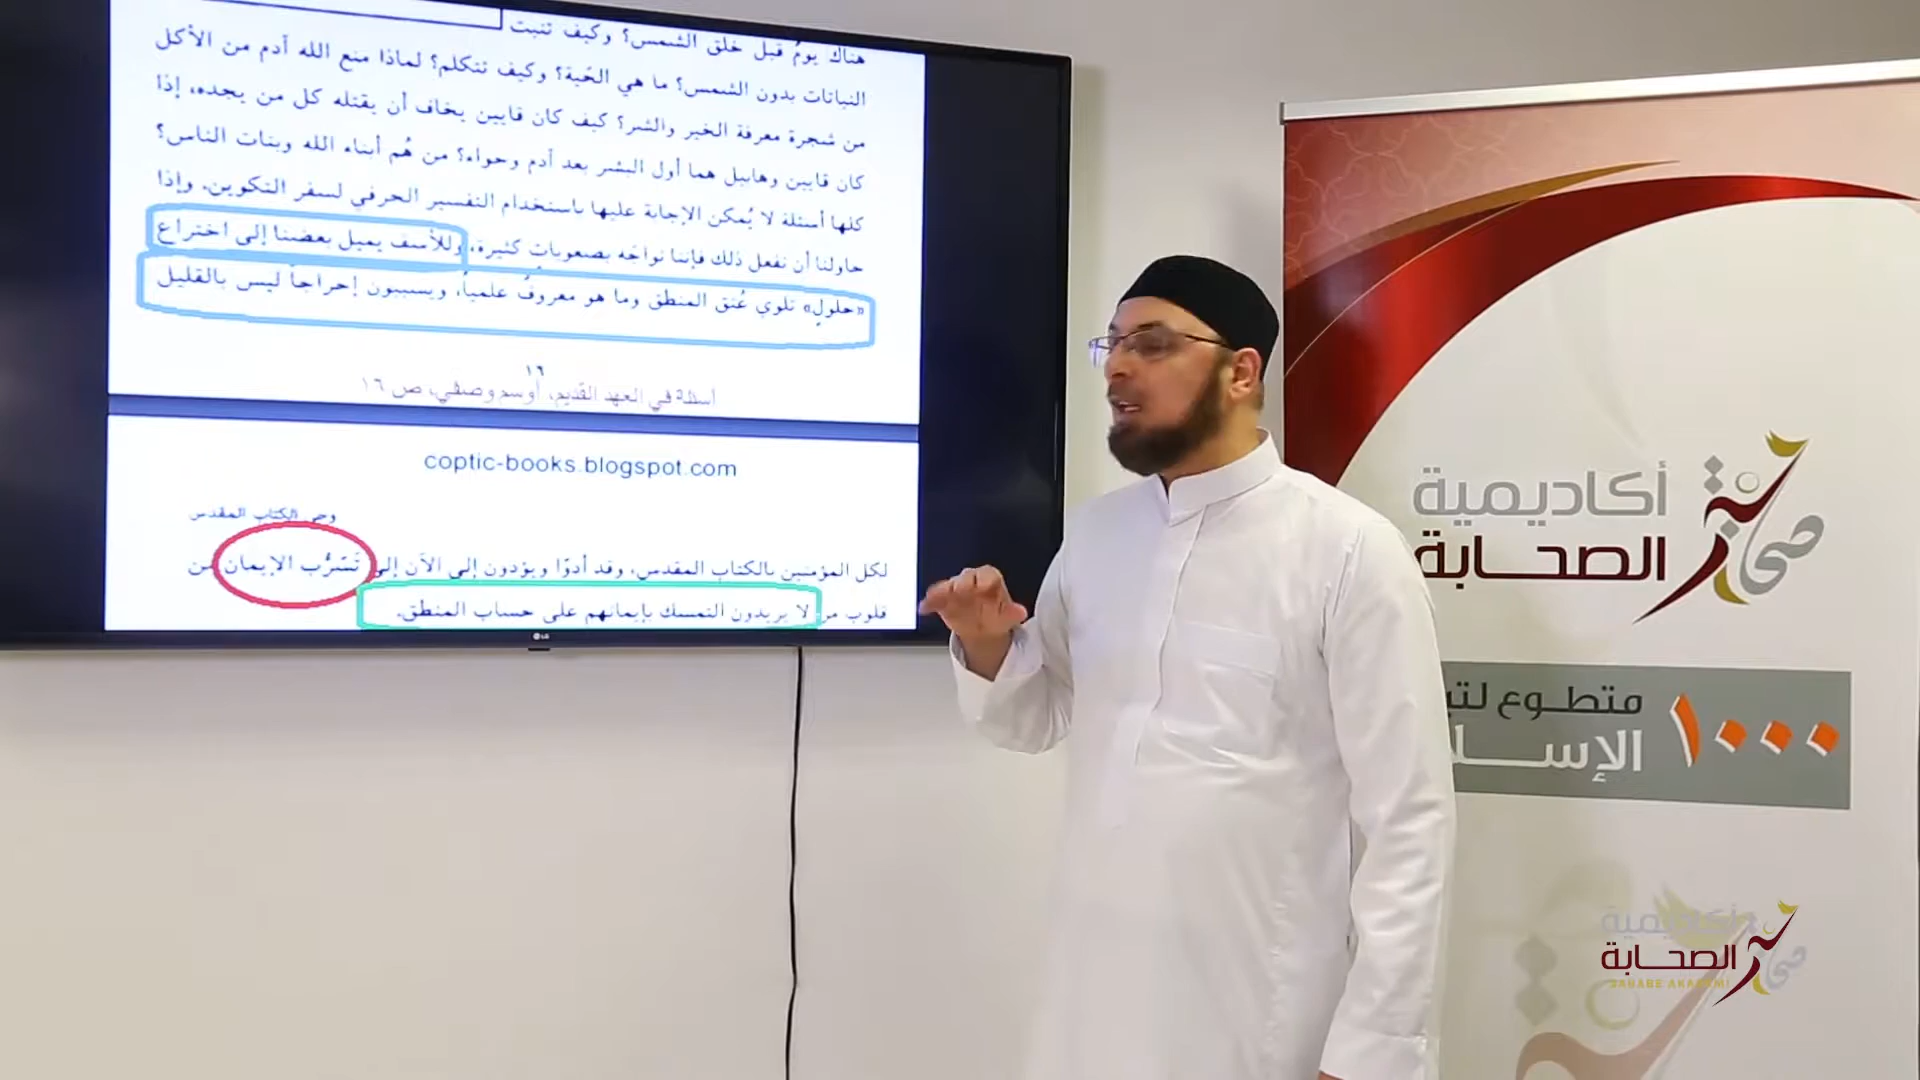 هناك يومٌ قبل خلق الشمس؟ وكيف تنبت
النباتات بدون الشمس؟ ما هي الحَيَّة؟ وكيف تتكلم؟ لماذا منع الله آدم من الأكل
من شجرة معرفة الخير والشر؟ كيف كان قايين يخاف أن يقتله كل من يجده، إذا
كان قايين وهابيل هما أول البشر بعد آدم وحواء؟ من هُم أبناء الله وبنات الناس؟
كلها أسئلة لا يُمكن الإجابة عليها باستخدام التفسير الحرفي لسفر التكوين. وإذا
حاولنا أن نفعل ذلك فإننا نواجَه بصعوباتٍ كثيرة، وللأسف يميل بعضنا إلى اختراع
«حلولٍ» تلوي عُنق المنطق وما هو معروفٌ علمياً، ويسببون إحراجاً ليس بالقليل
١٦
أسئلة في العهد القديم، أوسم وصفي، ص ١٦
coptic-books.blogspot.com
وحي الكتاب المقدس
لكل المؤمنين بالكتاب المقدس، وقد أدوّا ويؤدون إلى الآن إلى تَسَرُّب الإيمان من
قلوب من لا يريدون التمسك بإيمانهم على حساب المنطق.
LG
أكاديمية
الصحابة
صحابة
١٠٠٠
متطوع
الإسلا
أكاديمية
الصحابة
SAHABE AKADEMI